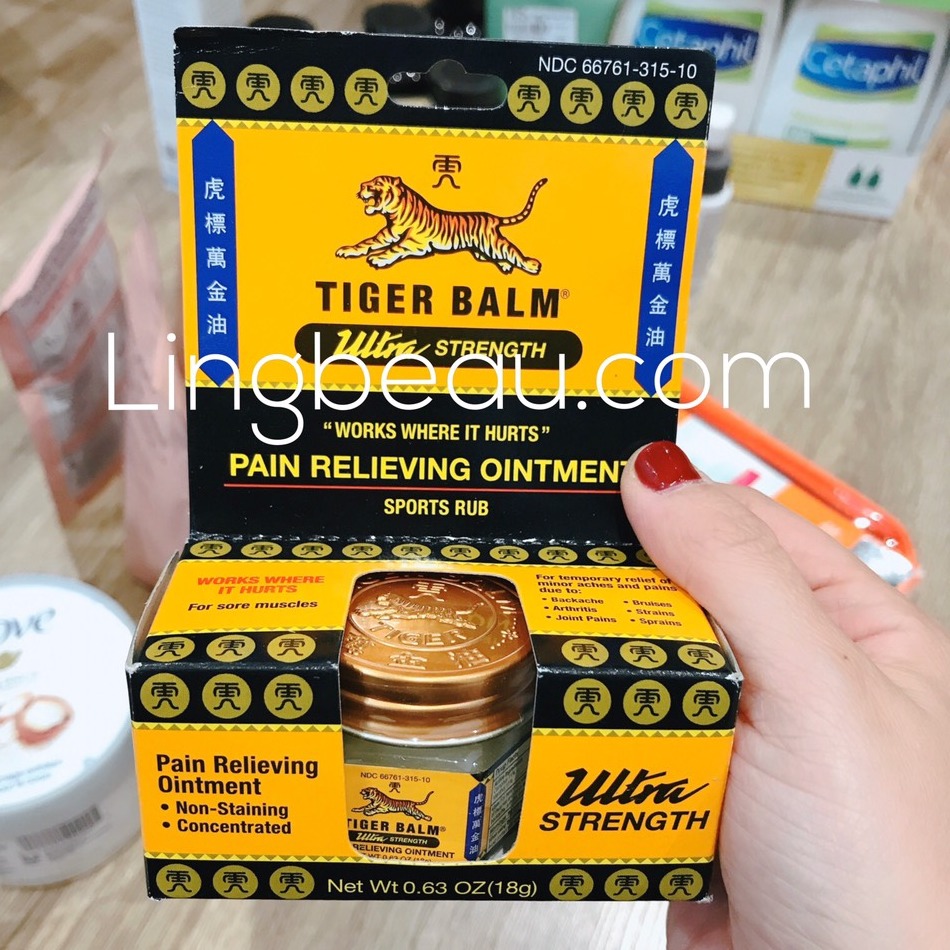 NDC 66761-315-10
Cetaphil
Cetaphil
虎標萬金油
虎標萬金油
TIGER BALM®
Ultra STRENGTH
Lingbeau.com
“WORKS WHERE IT HURTS”
PAIN RELIEVING OINTMENT
SPORTS RUB
WORKS WHERE
IT HURTS
For sore muscles
For temporary relief of
minor aches and pains
due to:
• Backache
• Arthritis
• Joint Pains
• Bruises
• Strains
• Sprains
TIGER
Pain Relieving
Ointment
• Non-Staining
• Concentrated
NDC 66761-315-10
TIGER BALM®
Ultra STRENGTH
RELIEVING OINTMENT
虎標萬金油
Ultra
STRENGTH
Net Wt 0.63 OZ(18g)